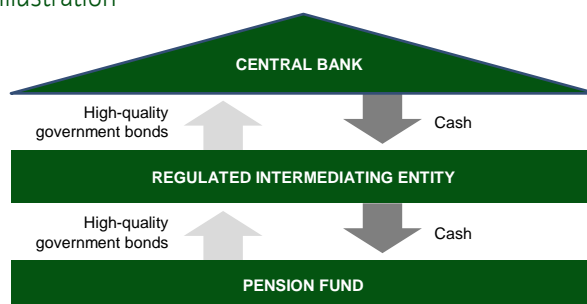 CENTRAL BANK
High-quality
government bonds
Cash
REGULATED INTERMEDIATING ENTITY
High-quality
government bonds
Cash
PENSION FUND